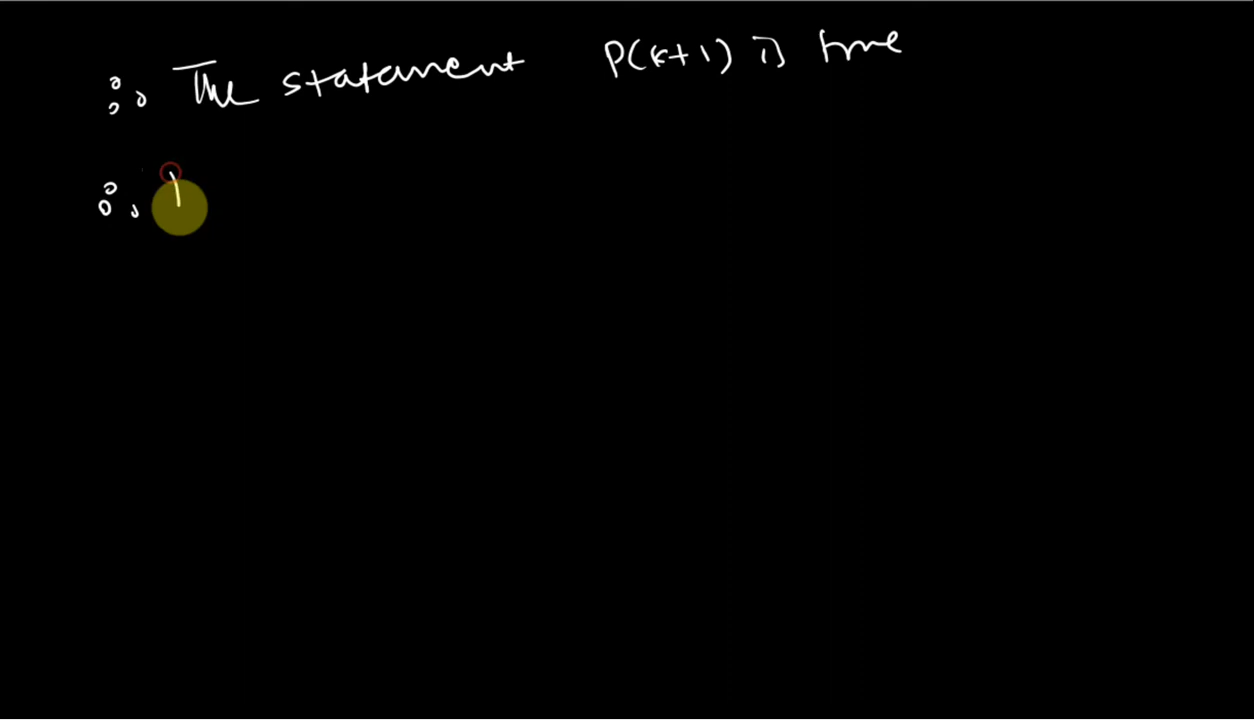 ∴ The statement P(k+1) is true
∴